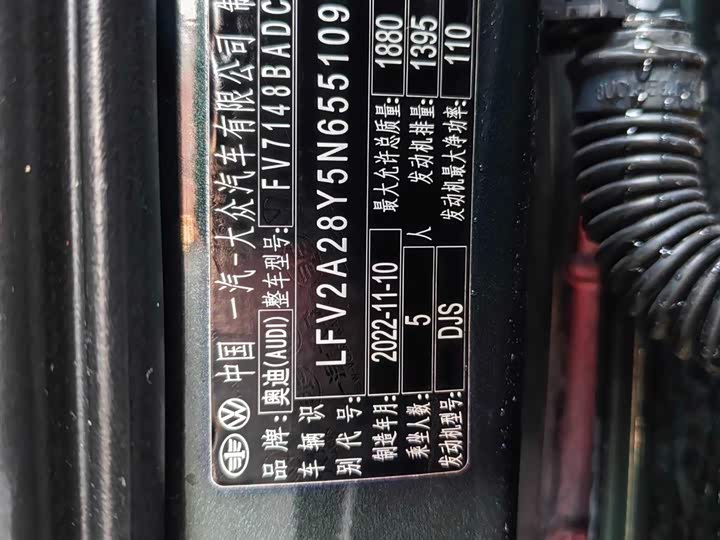 中国 一汽-大众汽车有限公司 制
品牌: 奥迪(AUDI) 整车型号: FV7148BADC
车辆识别代号: LFV2A28Y5N655109
制造年月: 2022-11-10 最大允许总质量: 1880
乘坐人数: 5 人 发动机排量: 1395
发动机型号: DJS 发动机最大净功率: 110